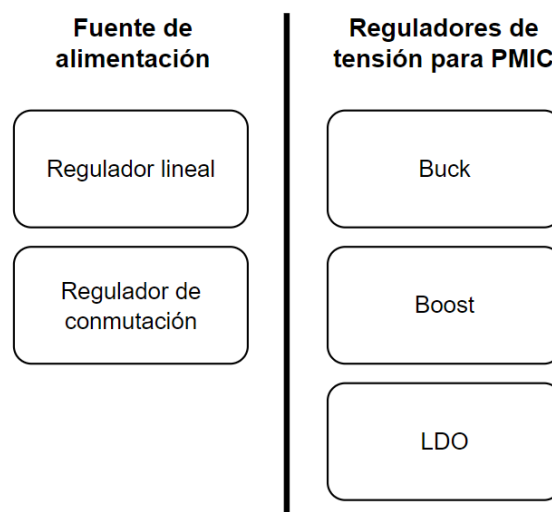 Fuente de
alimentación
Regulador lineal
Regulador de
conmutación
Reguladores de
tensión para PMIC
Buck
Boost
LDO